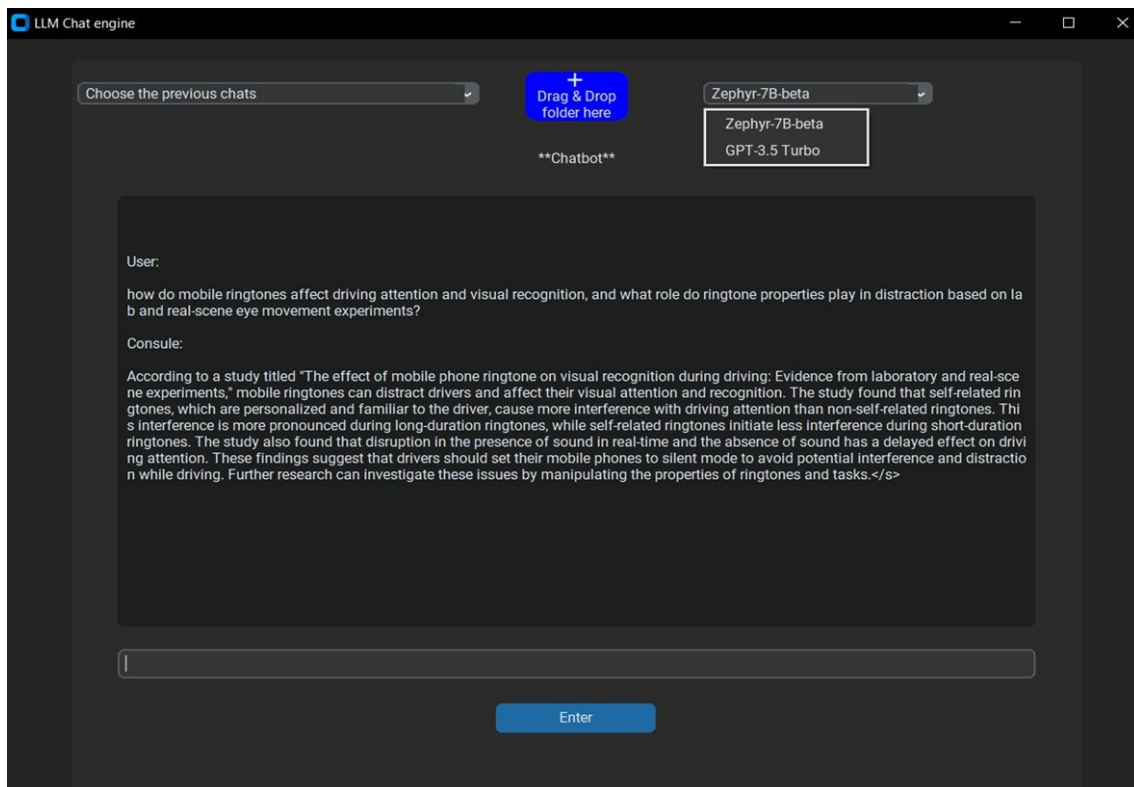 LLM Chat engine
Choose the previous chats
+
Drag & Drop
folder here
Zephyr-7B-beta
Zephyr-7B-beta
GPT-3.5 Turbo
**Chatbot**
User:
how do mobile ringtones affect driving attention and visual recognition, and what role do ringtone properties play in distraction based on la
b and real-scene eye movement experiments?
Consule:
According to a study titled "The effect of mobile phone ringtone on visual recognition during driving: Evidence from laboratory and real-sce
ne experiments," mobile ringtones can distract drivers and affect their visual attention and recognition. The study found that self-related rin
gtones, which are personalized and familiar to the driver, cause more interference with driving attention than non-self-related ringtones. Thi
s interference is more pronounced during long-duration ringtones, while self-related ringtones initiate less interference during short-duration
ringtones. The study also found that disruption in the presence of sound in real-time and the absence of sound has a delayed effect on drivi
ng attention. These findings suggest that drivers should set their mobile phones to silent mode to avoid potential interference and distractio
n while driving. Further research can investigate these issues by manipulating the properties of ringtones and tasks.</s>
Enter